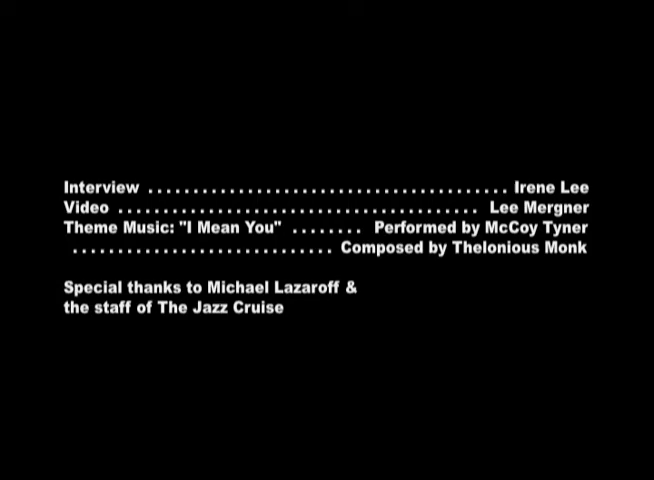 Interview ........................................ Irene Lee
Video ........................................ Lee Mergner
Theme Music: "I Mean You" ........ Performed by McCoy Tyner
............................. Composed by Thelonious Monk
Special thanks to Michael Lazaroff &
the staff of The Jazz Cruise